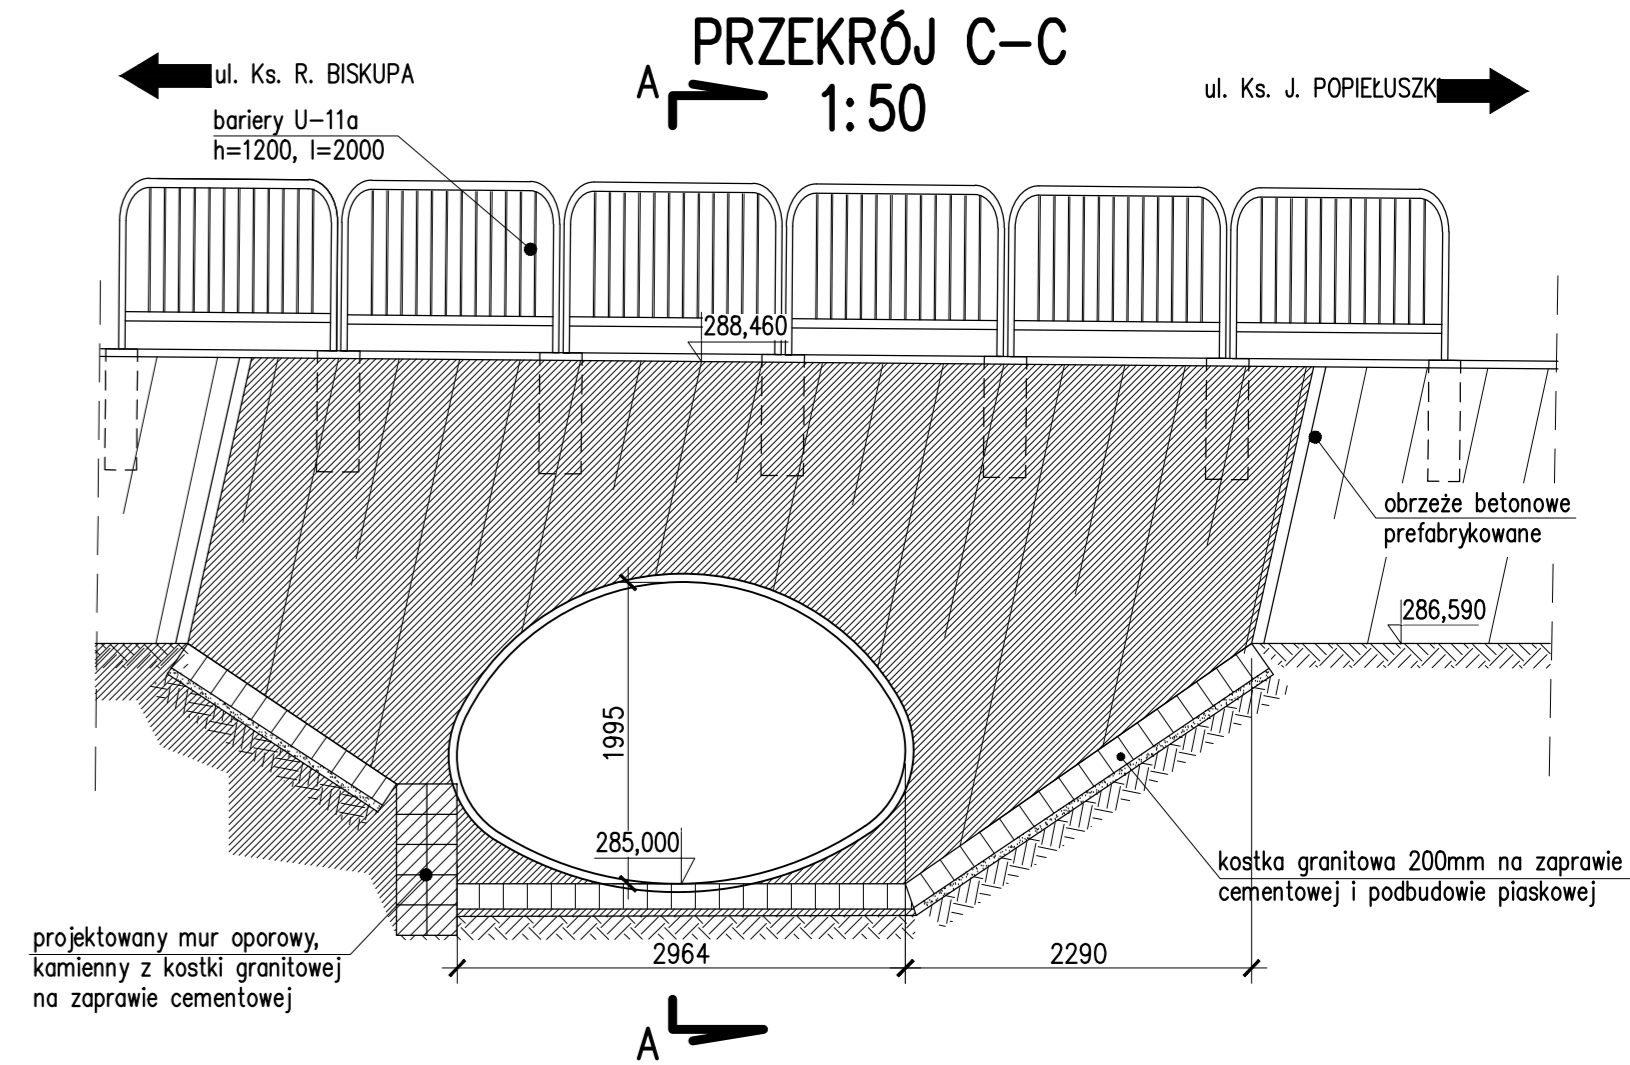 PRZEKRÓJ C-C
1:50
ul. Ks. R. BISKUPA
A
ul. Ks. J. POPIEŁUSZK
bariery U-11a
h=1200, l=2000
288,460
obrzeże betonowe
prefabrykowane
286,590
1995
285,000
kostka granitowa 200mm na zaprawie
cementowej i podbudowie piaskowej
projektowany mur oporowy,
kamienny z kostki granitowej
na zaprawie cementowej
2964
2290
A